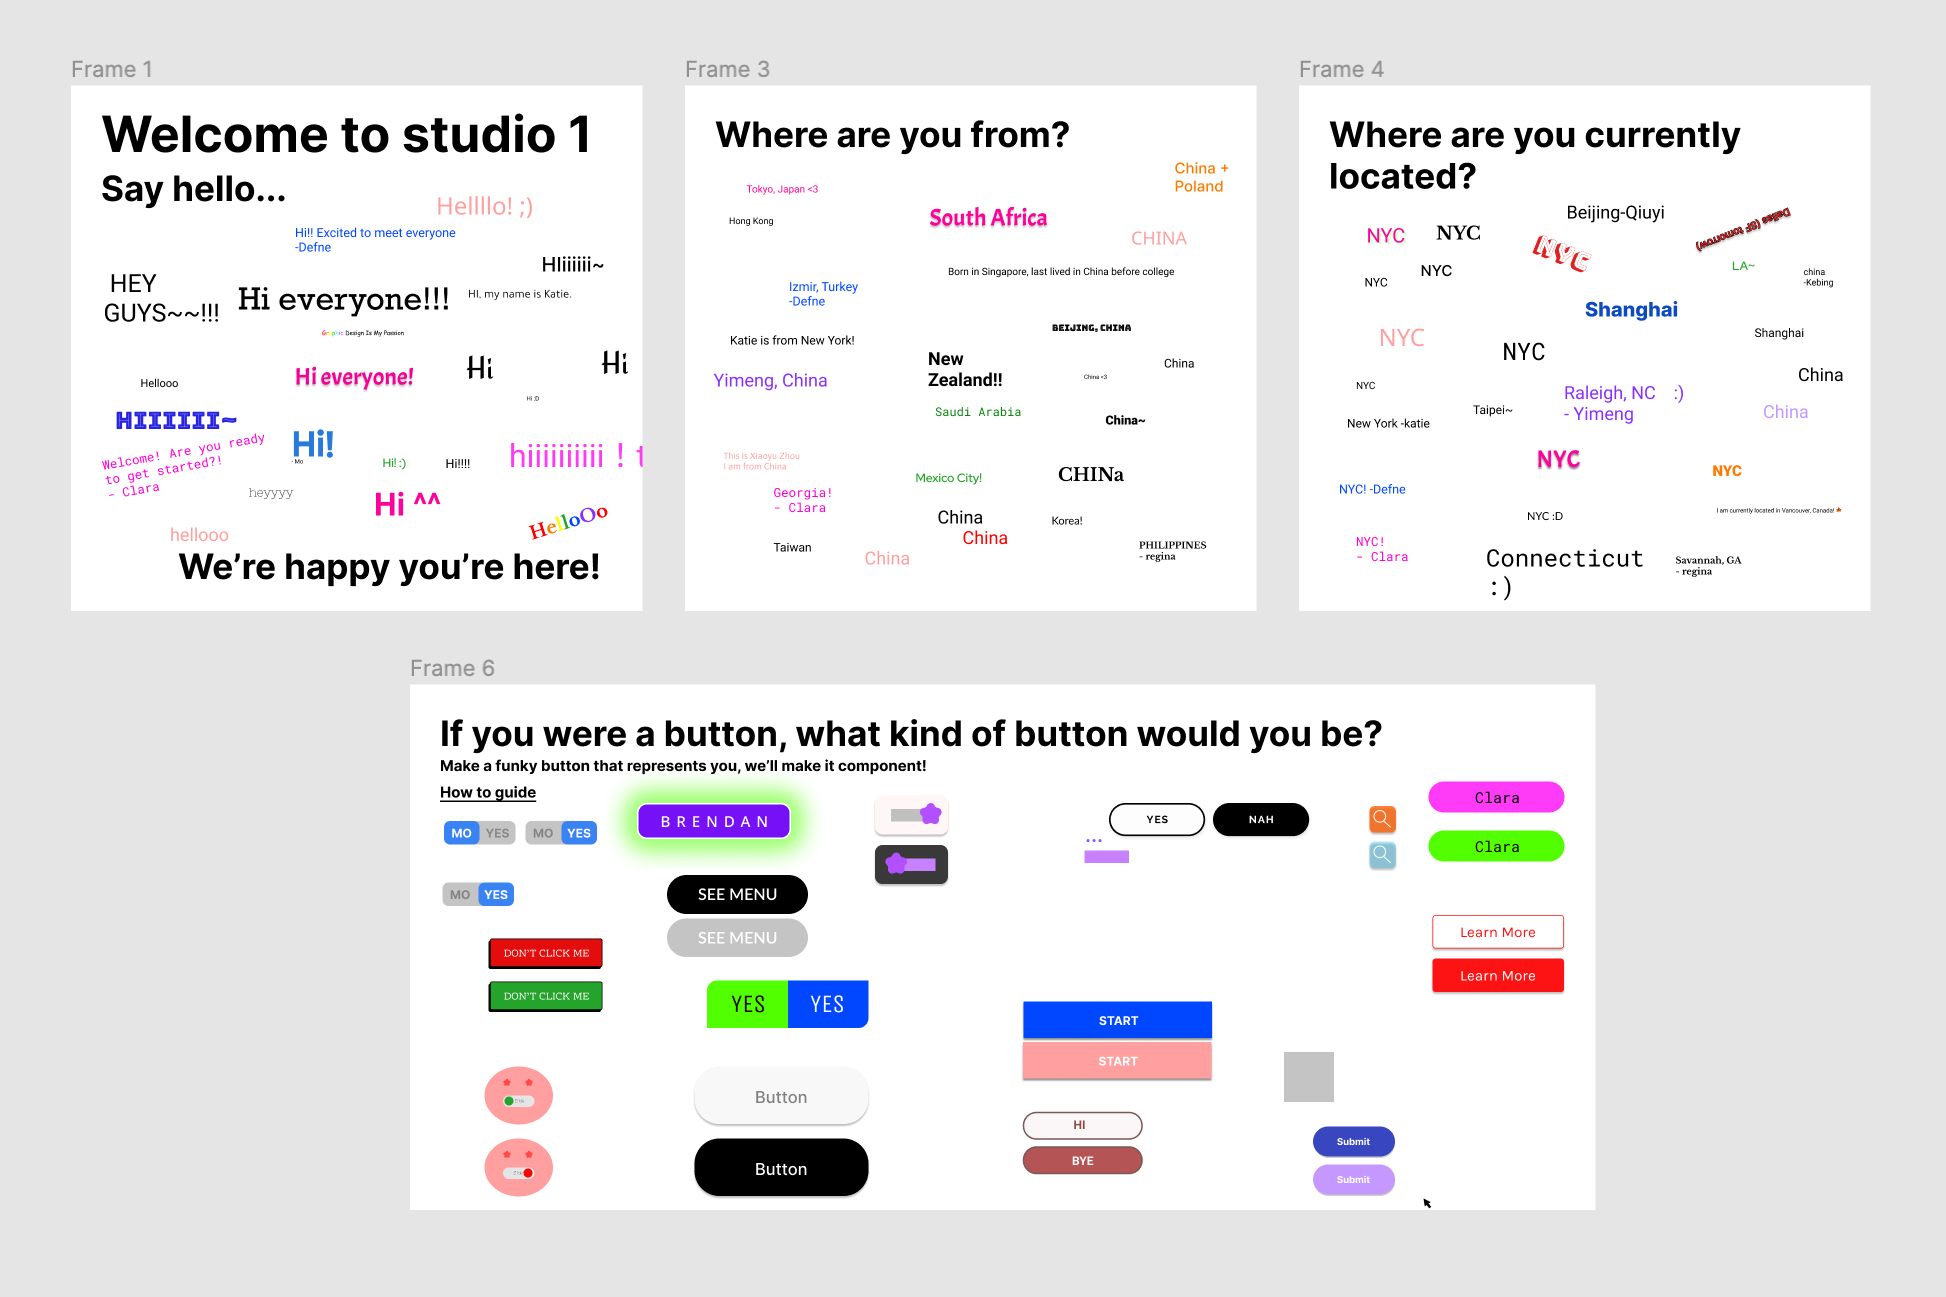 Frame 1
Welcome to studio 1
Say hello...
Hellllo! ;)
Hi!! Excited to meet everyone
-Defne
HIiiiiii~
HEY
GUYS~~!!!
Hi everyone!!!
HI, my name is Katie.
Graphic Design Is My Passion
Hi everyone!
Hi
Hi
Hellooo
Hi :D
HIIIIII~
Hi!
- Mo
Welcome! Are you ready
to get started?!
- Clara
Hi! :)
Hi!!!!
hiiiiiiiiii ! t
heyyyy
Hi ^^
HelloOo
hellooo
We're happy you're here!
Frame 3
Where are you from?
China +
Poland
Tokyo, Japan <3
Hong Kong
South Africa
CHINA
Born in Singapore, last lived in China before college
Izmir, Turkey
-Defne
BEIJING, CHINA
Katie is from New York!
New
Zealand!!
China
China <3
Yimeng, China
Saudi Arabia
China~
This is Xiaoyu Zhou
I am from China
Mexico City!
CHINa
Georgia!
- Clara
China
China
Korea!
Taiwan
China
PHILIPPINES
- regina
Frame 4
Where are you currently
located?
Beijing-Qiuyi
Dallas (SF tomorrow)
NYC
NYC
NYC
NYC
NYC
LA~
china
-Kebing
Shanghai
NYC
Shanghai
NYC
China
NYC
Raleigh, NC :)
- Yimeng
Taipei~
China
New York -katie
NYC
NYC
NYC! -Defne
NYC :D
I am currently located in Vancouver, Canada! 🍁
NYC!
- Clara
Connecticut
:)
Savannah, GA
- regina
Frame 6
If you were a button, what kind of button would you be?
Make a funky button that represents you, we'll make it component!
How to guide
MO YES MO YES
BRENDAN
YES NAH
...
Clara
Clara
MO YES
SEE MENU
SEE MENU
DON'T CLICK ME
DON'T CLICK ME
Learn More
Learn More
YES YES
START
START
Button
Button
HI
BYE
Submit
Submit